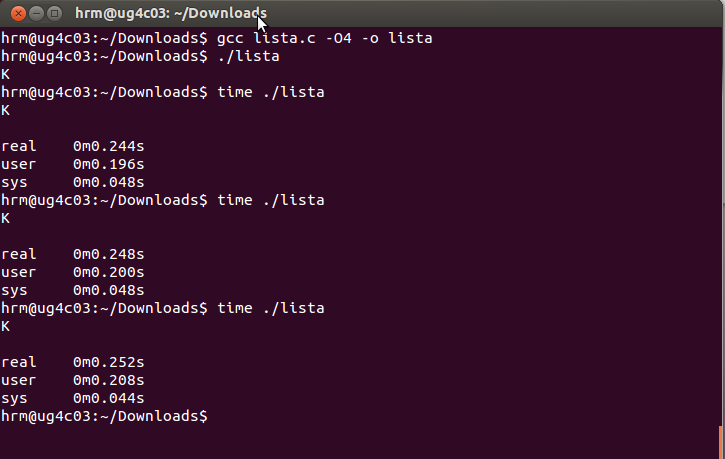 hrm@ug4c03: ~/Downloads
hrm@ug4c03:~/Downloads$ gcc lista.c -O4 -o lista
hrm@ug4c03:~/Downloads$ ./lista
K
hrm@ug4c03:~/Downloads$ time ./lista
K
real    0m0.244s
user    0m0.196s
sys     0m0.048s
hrm@ug4c03:~/Downloads$ time ./lista
K
real    0m0.248s
user    0m0.200s
sys     0m0.048s
hrm@ug4c03:~/Downloads$ time ./lista
K
real    0m0.252s
user    0m0.208s
sys     0m0.044s
hrm@ug4c03:~/Downloads$